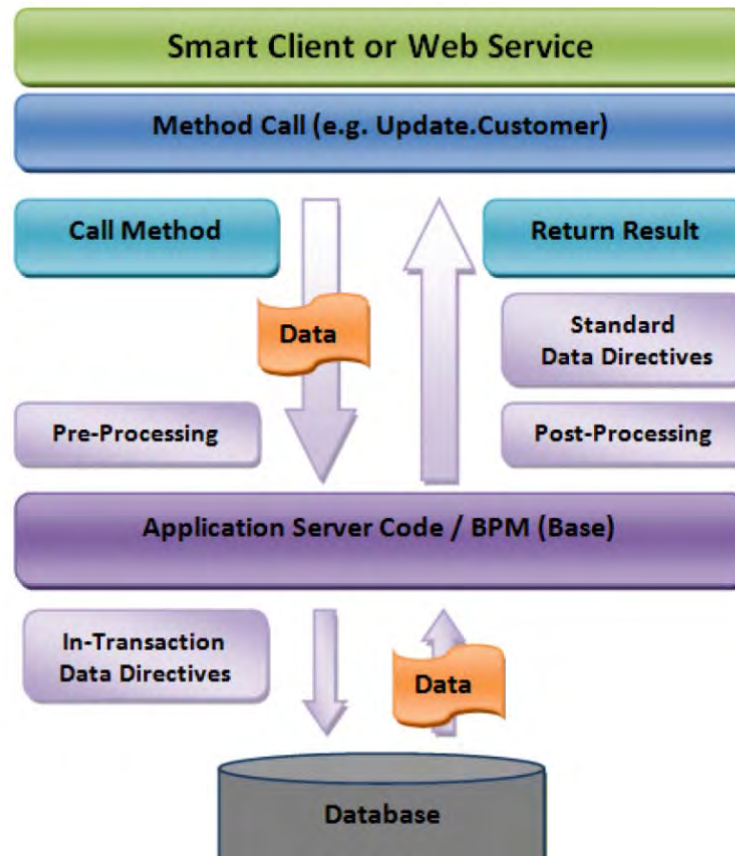 Smart Client or Web Service
Method Call (e.g. Update.Customer)
Call Method
Return Result
Data
Standard
Data Directives
Pre-Processing
Post-Processing
Application Server Code / BPM (Base)
In-Transaction
Data Directives
Data
Database